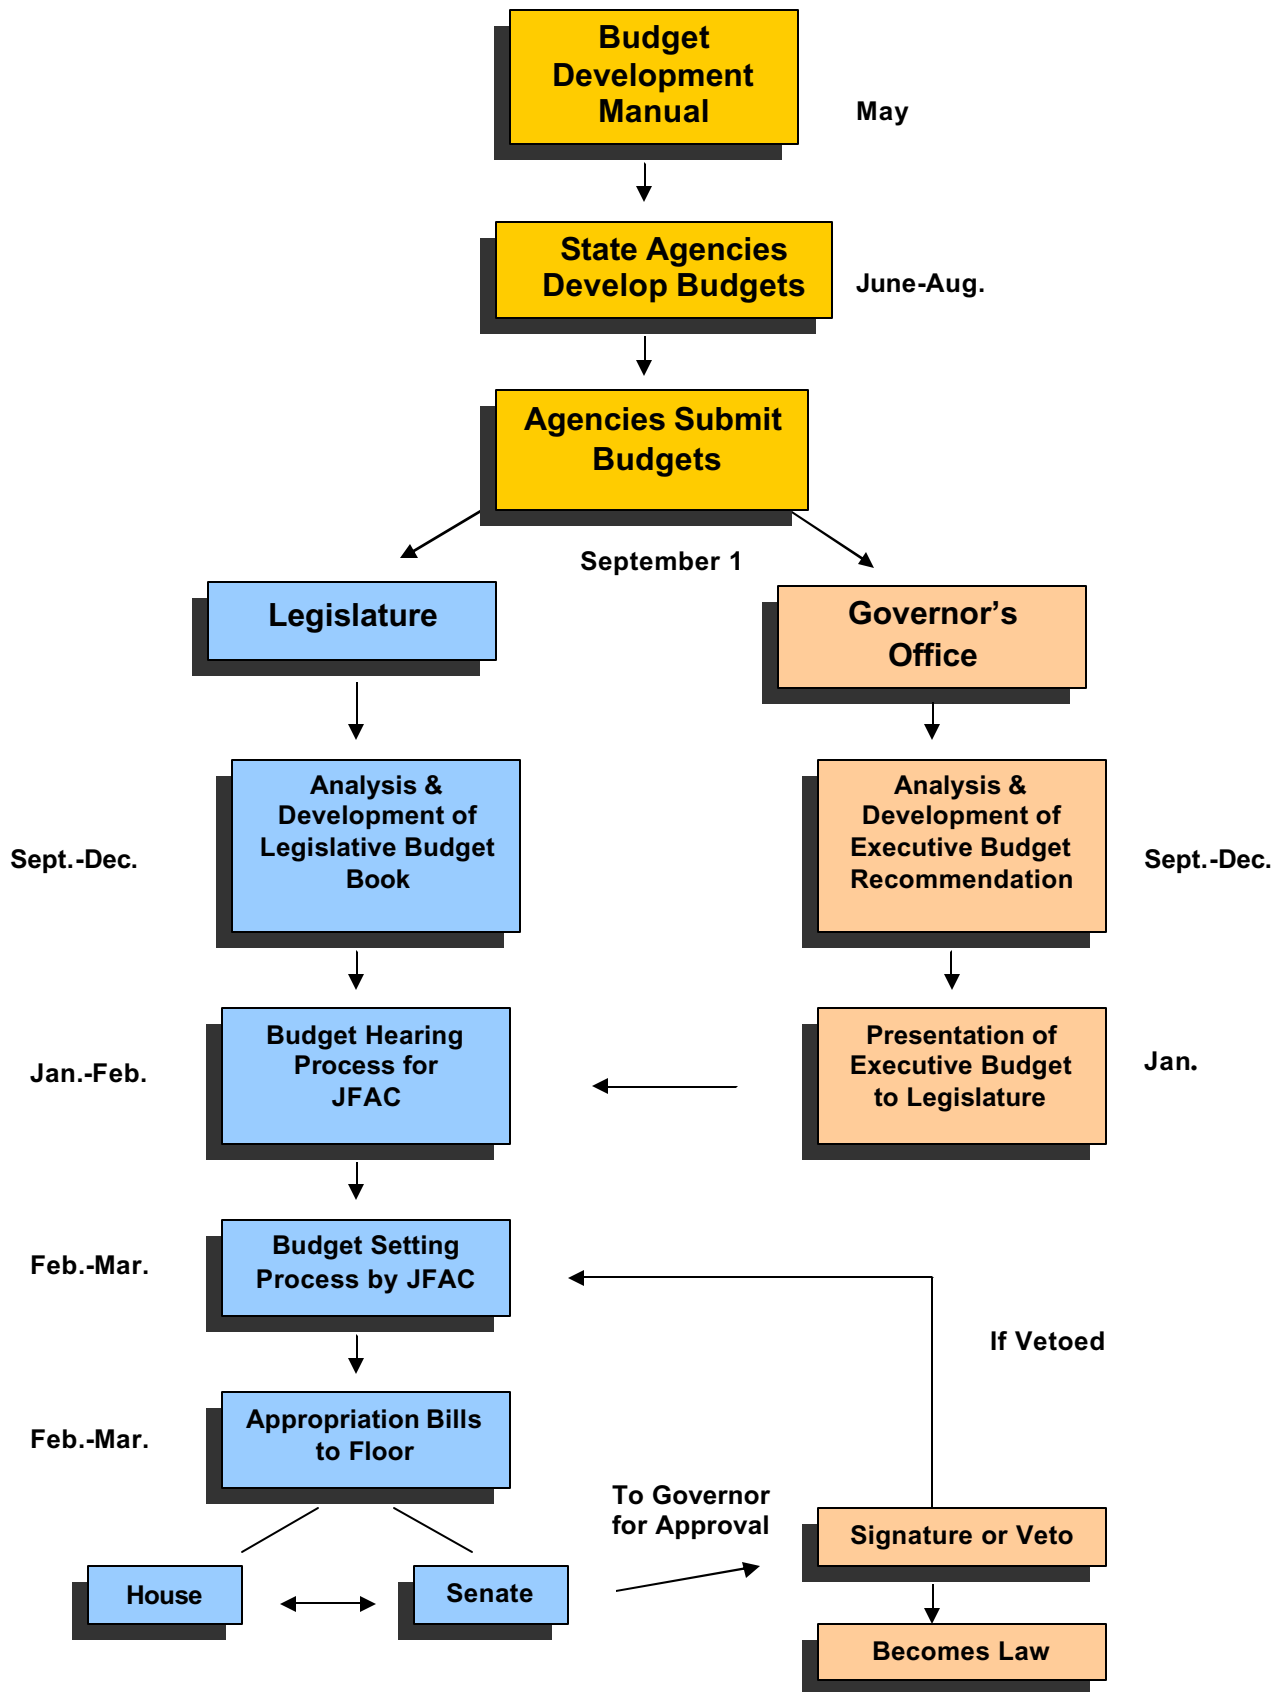 Budget
Development
Manual
May
State Agencies
Develop Budgets
June-Aug.
Agencies Submit
Budgets
September 1
Legislature
Governor’s
Office
Sept.-Dec.
Analysis &
Development of
Legislative Budget
Book
Analysis &
Development of
Executive Budget
Recommendation
Sept.-Dec.
Jan.-Feb.
Budget Hearing
Process for
JFAC
Presentation of
Executive Budget
to Legislature
Jan.
Feb.-Mar.
Budget Setting
Process by JFAC
If Vetoed
Feb.-Mar.
Appropriation Bills
to Floor
To Governor
for Approval
Signature or Veto
House
Senate
Becomes Law